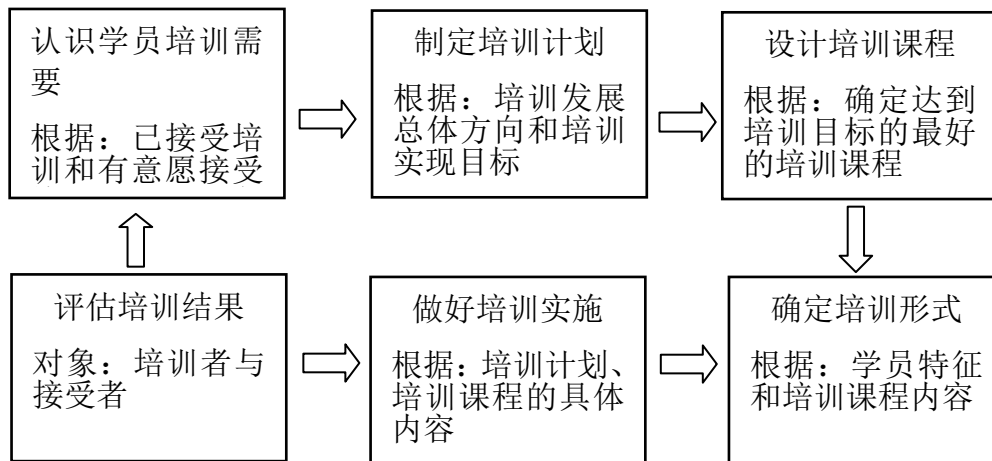 认识学员培训需
要
根据：已接受培
训和有意愿接受
制定培训计划
根据：培训发展
总体方向和培训
实现目标
设计培训课程
根据：确定达到
培训目标的最好
的培训课程
评估培训结果
对象：培训者与
接受者
做好培训实施
根据：培训计划、
培训课程的具体
内容
确定培训形式
根据：学员特征
和培训课程内容